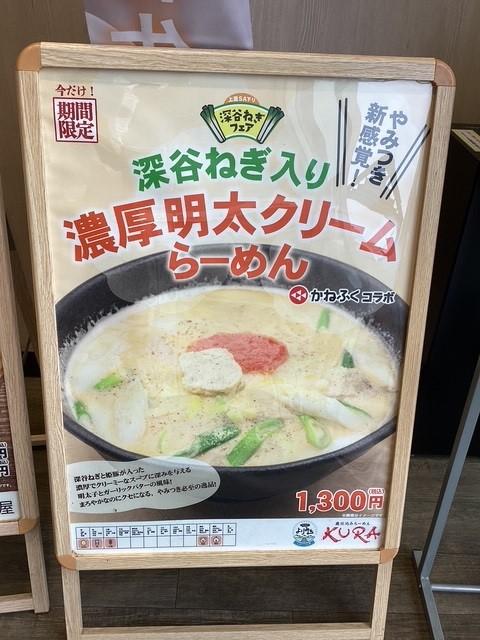 今だけ!
期間
限定
上里SA下り
深谷ねぎ
フェア
やみつき
新感覚!
深谷ねぎ入り
濃厚明太クリーム
らーめん
かねふくコラボ
深谷ねぎと姫豚が入った
濃厚でクリーミーなスープに深みを与える
明太子とガーリックバターの風味!
まろやかなのにクセになる、やみつき必至の逸品!
1,300円
(税込)
KURA